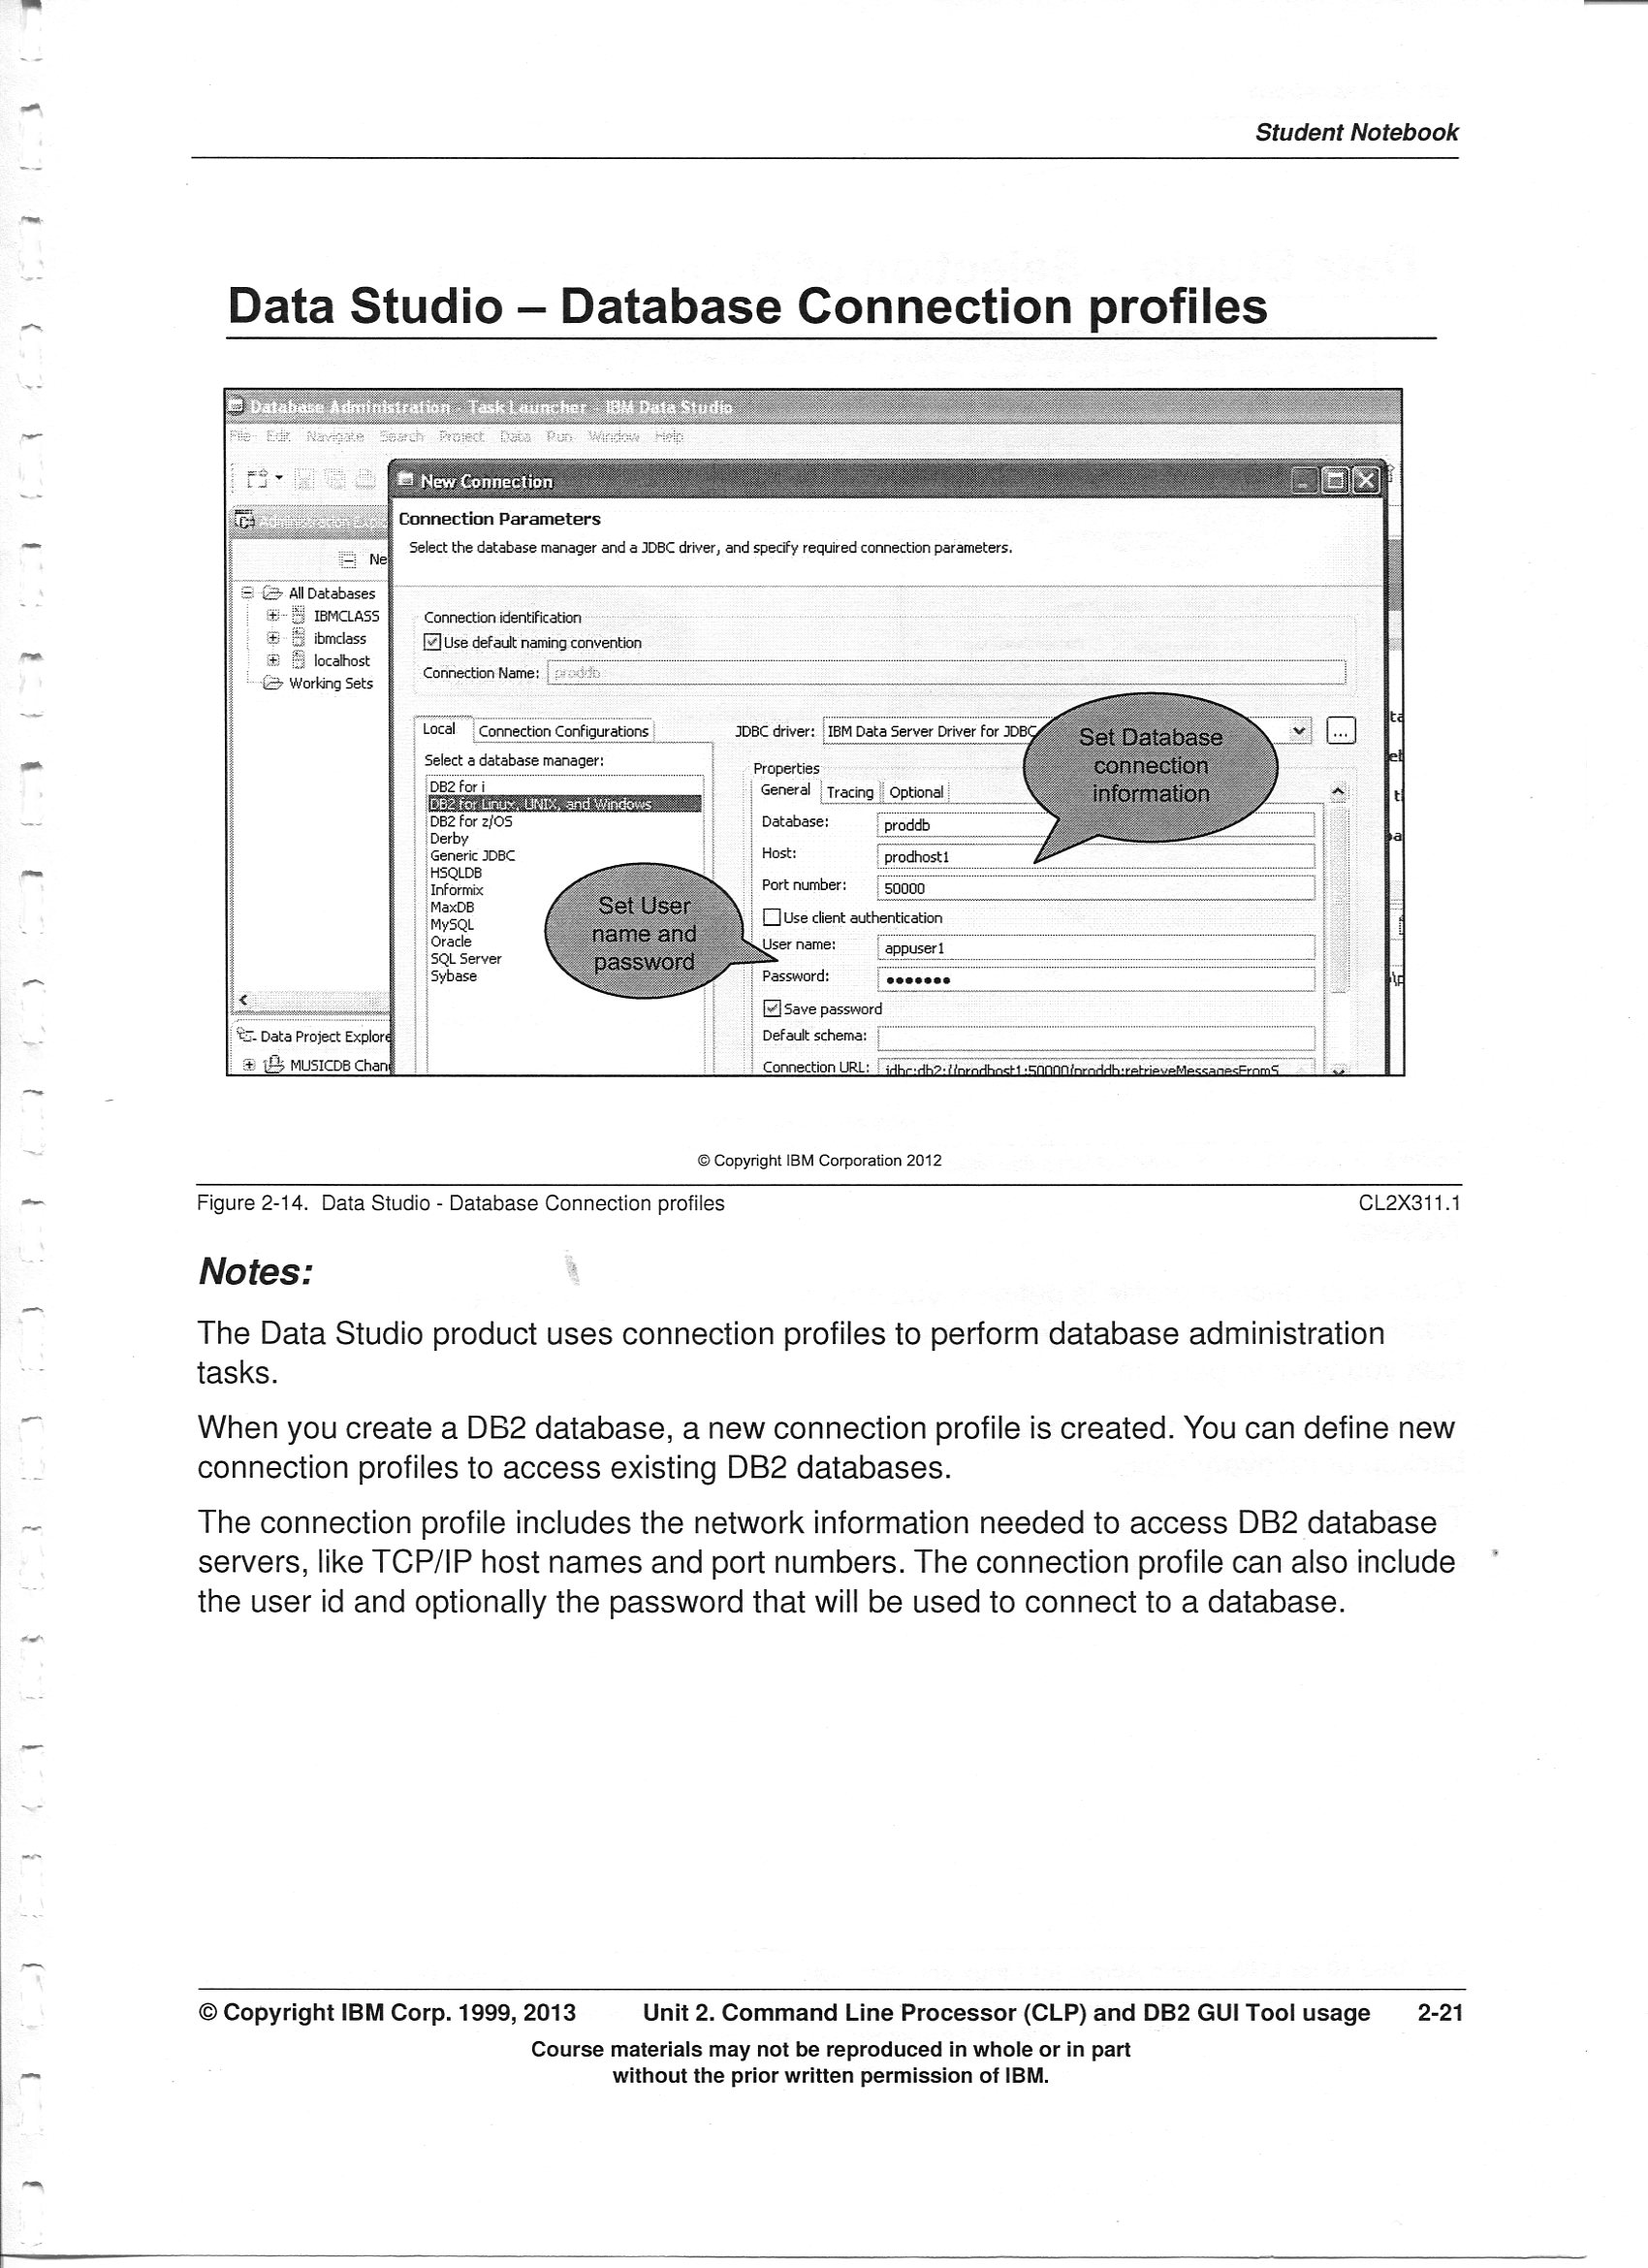 Student Notebook
Data Studio – Database Connection profiles
Database Administration - Task Launcher - IBM Data Studio
File Edit Navigate Search Project Data Run Window Help
New Connection
Connection Parameters
Select the database manager and a JDBC driver, and specify required connection parameters.
Ne
All Databases
IBMCLASS
ibmclass
localhost
Working Sets
Connection identification
Use default naming convention
Connection Name: proddb
Local Connection Configurations
Select a database manager:
DB2 for i
DB2 for Linux, UNIX, and Windows
DB2 for z/OS
Derby
Generic JDBC
HSQLDB
Informix
MaxDB
MySQL
Oracle
SQL Server
Sybase
Set User
name and
password
JDBC driver: IBM Data Server Driver for JDBC
...
Set Database
connection
information
Properties
General Tracing Optional
Database: proddb
Host: prodhost1
Port number: 50000
Use client authentication
User name: appuser1
Password: •••••••
Save password
Default schema:
Connection URL: jdbc:db2://prodhost1:50000/proddb:retrieveMessagesFromS
Data Project Explore
MUSICDB Chan
© Copyright IBM Corporation 2012
Figure 2-14. Data Studio - Database Connection profiles CL2X311.1
Notes:
The Data Studio product uses connection profiles to perform database administration
tasks.
When you create a DB2 database, a new connection profile is created. You can define new
connection profiles to access existing DB2 databases.
The connection profile includes the network information needed to access DB2 database
servers, like TCP/IP host names and port numbers. The connection profile can also include
the user id and optionally the password that will be used to connect to a database.
© Copyright IBM Corp. 1999, 2013 Unit 2. Command Line Processor (CLP) and DB2 GUI Tool usage 2-21
Course materials may not be reproduced in whole or in part
without the prior written permission of IBM.